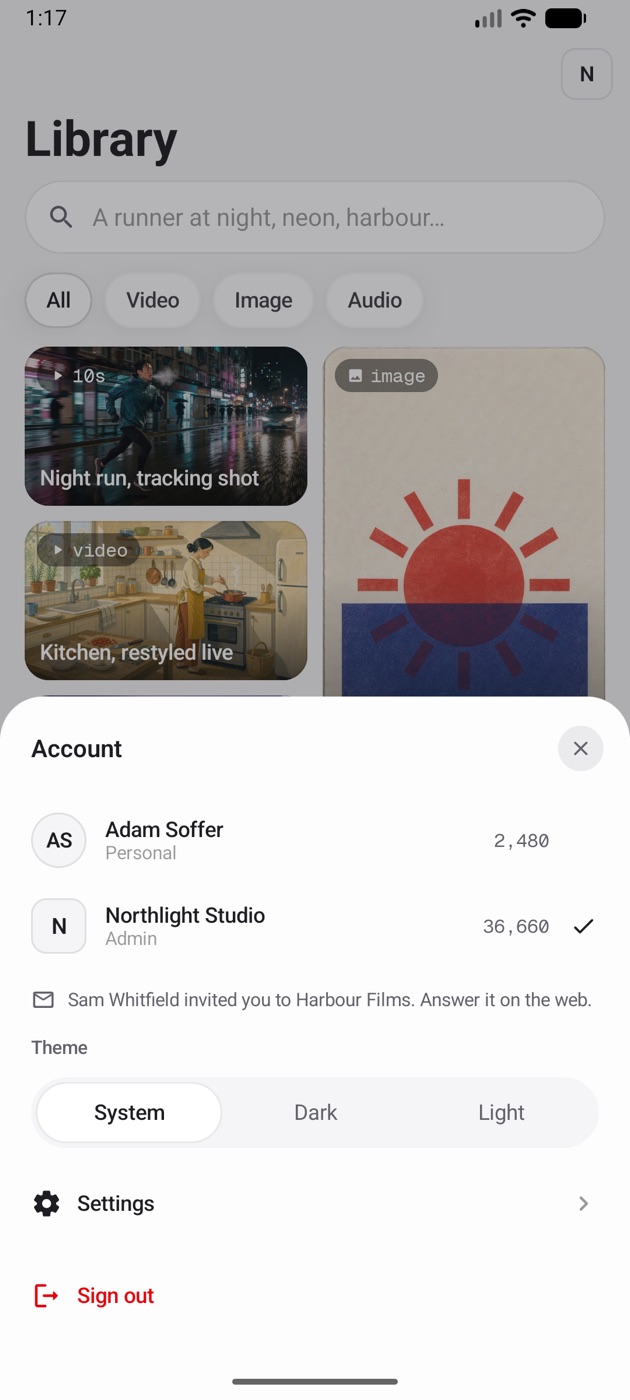 1:17
N
Library
A runner at night, neon, harbour...
All
Video
Image
Audio
10s
Night run, tracking shot
image
video
Kitchen, restyled live
Account
AS
Adam Soffer
Personal
2,480
N
Northlight Studio
Admin
36,660
Sam Whitfield invited you to Harbour Films. Answer it on the web.
Theme
System
Dark
Light
Settings
Sign out